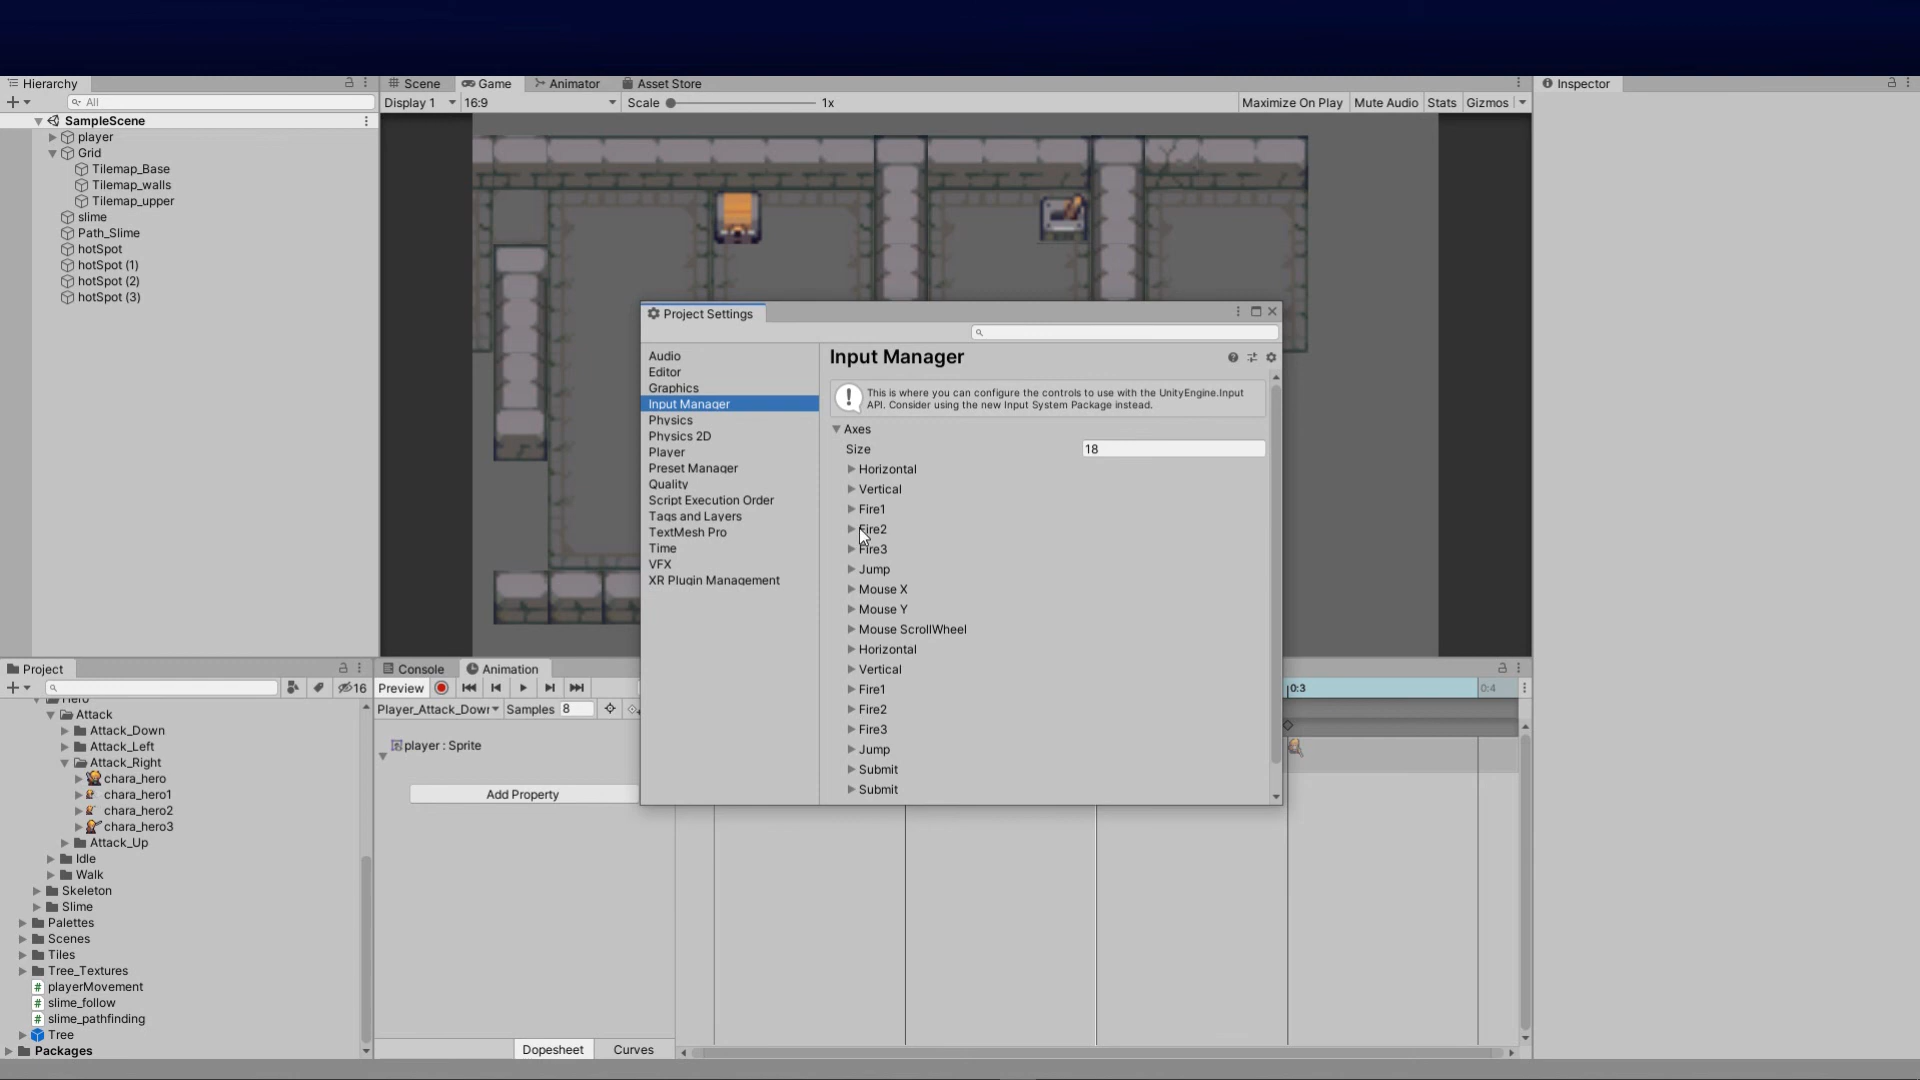 Hierarchy
All
SampleScene
player
Grid
Tilemap_Base
Tilemap_walls
Tilemap_upper
slime
Path_Slime
hotSpot
hotSpot (1)
hotSpot (2)
hotSpot (3)
Scene Game Animator Asset Store
Display 1 16:9 Scale 1x Maximize On Play Mute Audio Stats Gizmos
Inspector
Project Settings
Audio
Editor
Graphics
Input Manager
Physics
Physics 2D
Player
Preset Manager
Quality
Script Execution Order
Tags and Layers
TextMesh Pro
Time
VFX
XR Plugin Management
Input Manager
This is where you can configure the controls to use with the UnityEngine.Input
API. Consider using the new Input System Package instead.
Axes
Size 18
Horizontal
Vertical
Fire1
Fire2
Fire3
Jump
Mouse X
Mouse Y
Mouse ScrollWheel
Horizontal
Vertical
Fire1
Fire2
Fire3
Jump
Submit
Submit
Project
16
Hero
Attack
Attack_Down
Attack_Left
Attack_Right
chara_hero
chara_hero1
chara_hero2
chara_hero3
Attack_Up
Idle
Walk
Skeleton
Slime
Palettes
Scenes
Tiles
Tree_Textures
playerMovement
slime_follow
slime_pathfinding
Tree
Packages
Console Animation
Preview
0:3 0:4
Player_Attack_Down Samples 8
player : Sprite
Add Property
Dopesheet Curves